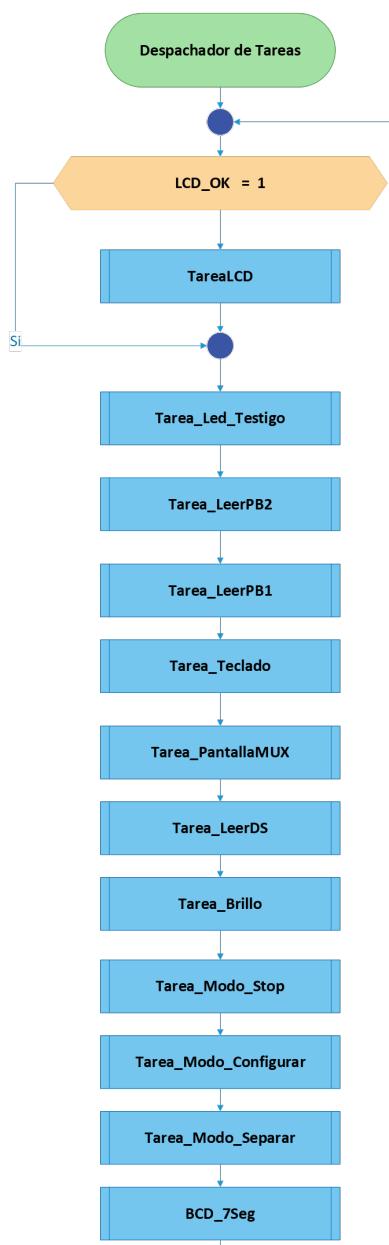 Despachador de Tareas
LCD_OK = 1
TareaLCD
Si
Tarea_Led_Testigo
Tarea_LeerPB2
Tarea_LeerPB1
Tarea_Teclado
Tarea_PantallaMUX
Tarea_LeerDS
Tarea_Brillo
Tarea_Modo_Stop
Tarea_Modo_Configurar
Tarea_Modo_Separar
BCD_7Seg